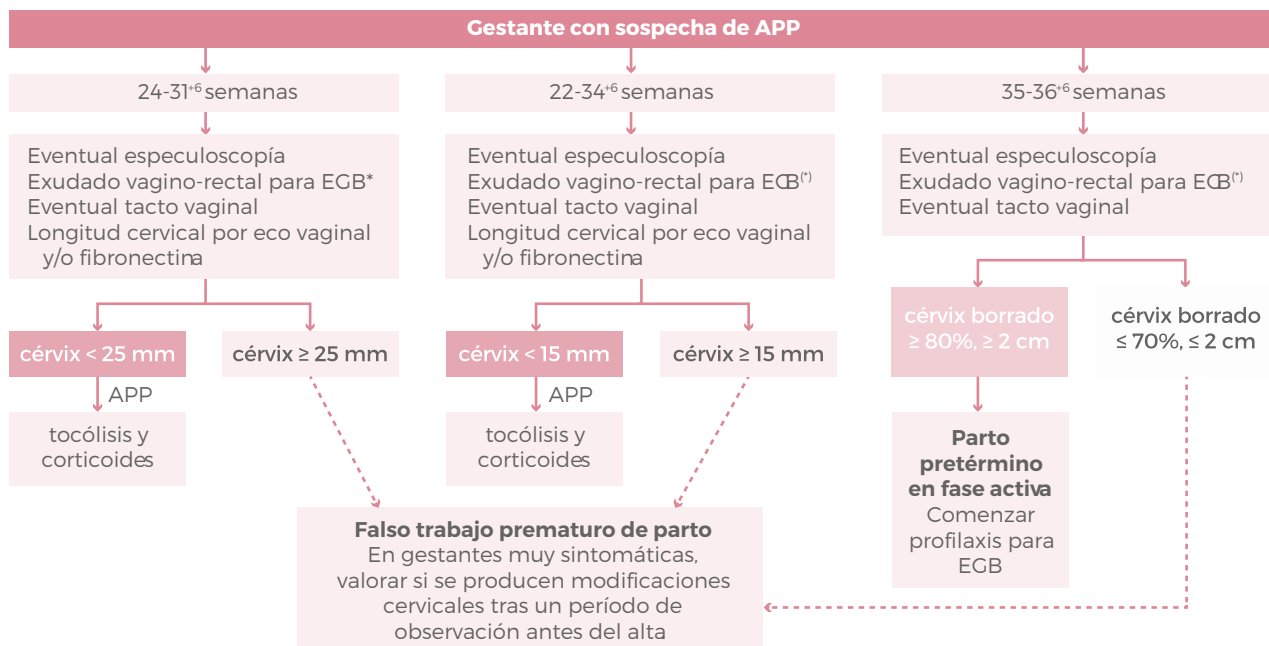 Gestante con sospecha de APP
24-31+6 semanas
Eventual especuloscopía
Exudado vagino-rectal para EGB*
Eventual tacto vaginal
Longitud cervical por eco vaginal
y/o fibronectina
cérvix < 25 mm
cérvix ≥ 25 mm
APP
tocólisis y
corticoides
22-34+6 semanas
Eventual especuloscopía
Exudado vagino-rectal para EGB(*)
Eventual tacto vaginal
Longitud cervical por eco vaginal
y/o fibronectina
cérvix < 15 mm
cérvix ≥ 15 mm
APP
tocólisis y
corticoides
35-36+6 semanas
Eventual especuloscopía
Exudado vagino-rectal para EGB(*)
Eventual tacto vaginal
cérvix borrado
≥ 80%, ≥ 2 cm
cérvix borrado
≤ 70%, ≤ 2 cm
Parto
pretérmino
en fase activa
Comenzar
profilaxis para
EGB
Falso trabajo prematuro de parto
En gestantes muy sintomáticas,
valorar si se producen modificaciones
cervicales tras un período de
observación antes del alta.